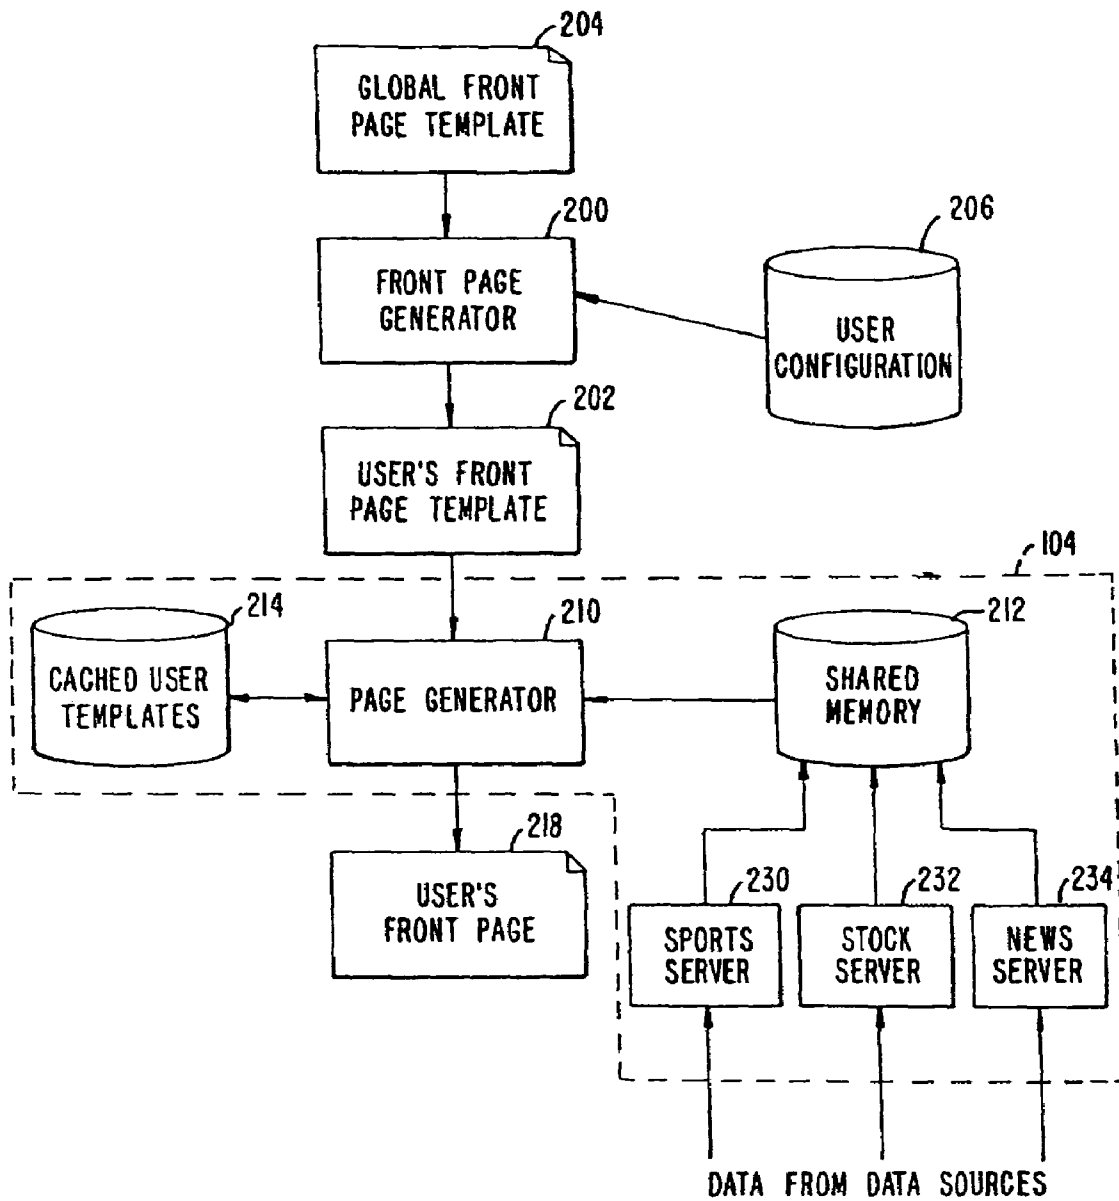 204
GLOBAL FRONT
PAGE TEMPLATE
200
206
FRONT PAGE
GENERATOR
USER
CONFIGURATION
202
USER'S FRONT
PAGE TEMPLATE
104
214
210
212
CACHED USER
TEMPLATES
PAGE GENERATOR
SHARED
MEMORY
218
USER'S
FRONT PAGE
230
232
234
SPORTS
SERVER
STOCK
SERVER
NEWS
SERVER
DATA FROM DATA SOURCES